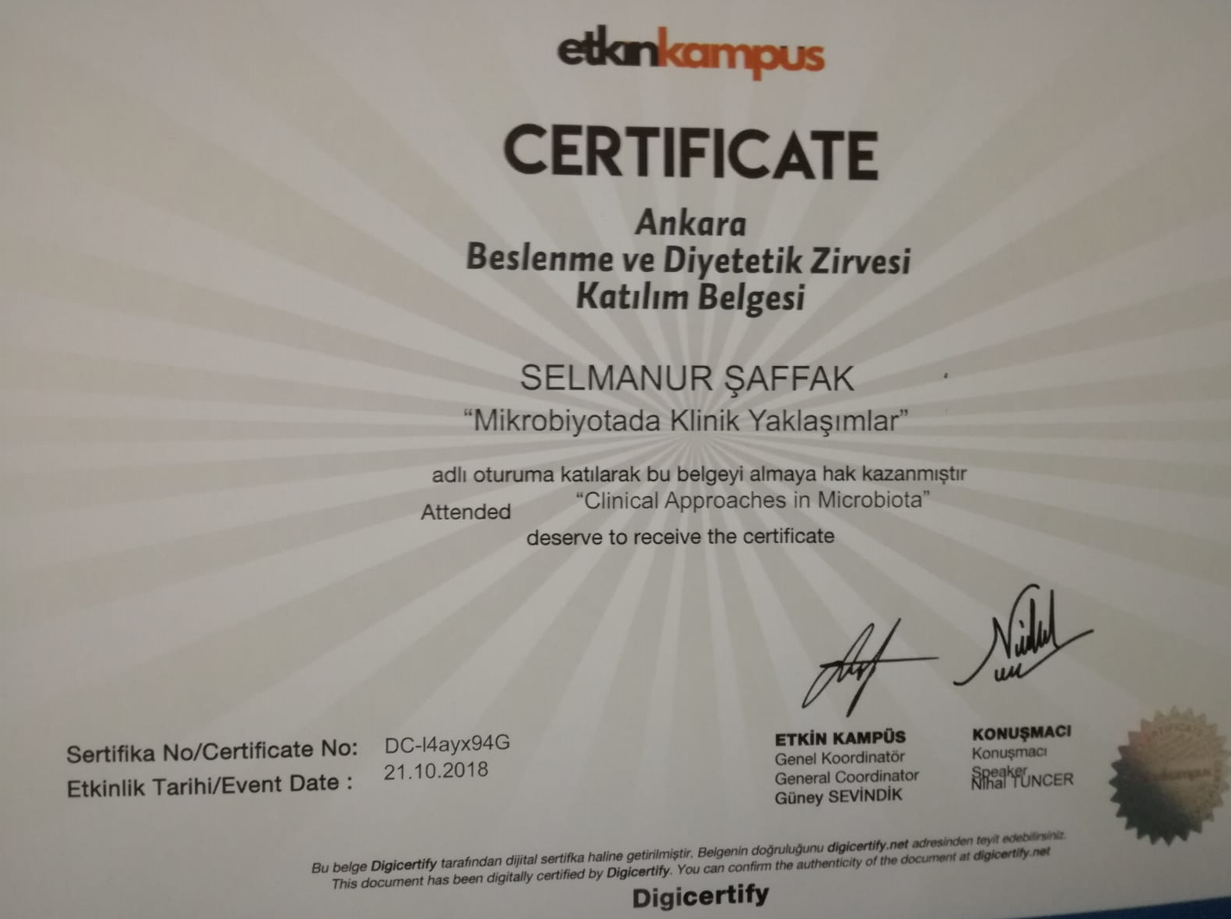 etkinkampus
CERTIFICATE
Ankara
Beslenme ve Diyetetik Zirvesi
Katılım Belgesi
SELMANUR ŞAFFAK
“Mikrobiyotada Klinik Yaklaşımlar”
adlı oturuma katılarak bu belgeyi almaya hak kazanmıştır
Attended “Clinical Approaches in Microbiota”
deserve to receive the certificate
Sertifika No/Certificate No: DC-l4ayx94G
Etkinlik Tarihi/Event Date : 21.10.2018
ETKİN KAMPÜS
Genel Koordinatör
General Coordinator
Güney SEVİNDİK
KONUŞMACI
Konuşmacı
Speaker
Nihal TUNCER
Bu belge Digicertify tarafından dijital sertifka haline getirilmiştir. Belgenin doğruluğunu digicertify.net adresinden teyit edebilirsiniz.
This document has been digitally certified by Digicertify. You can confirm the authenticity of the document at digicertify.net
Digicertify